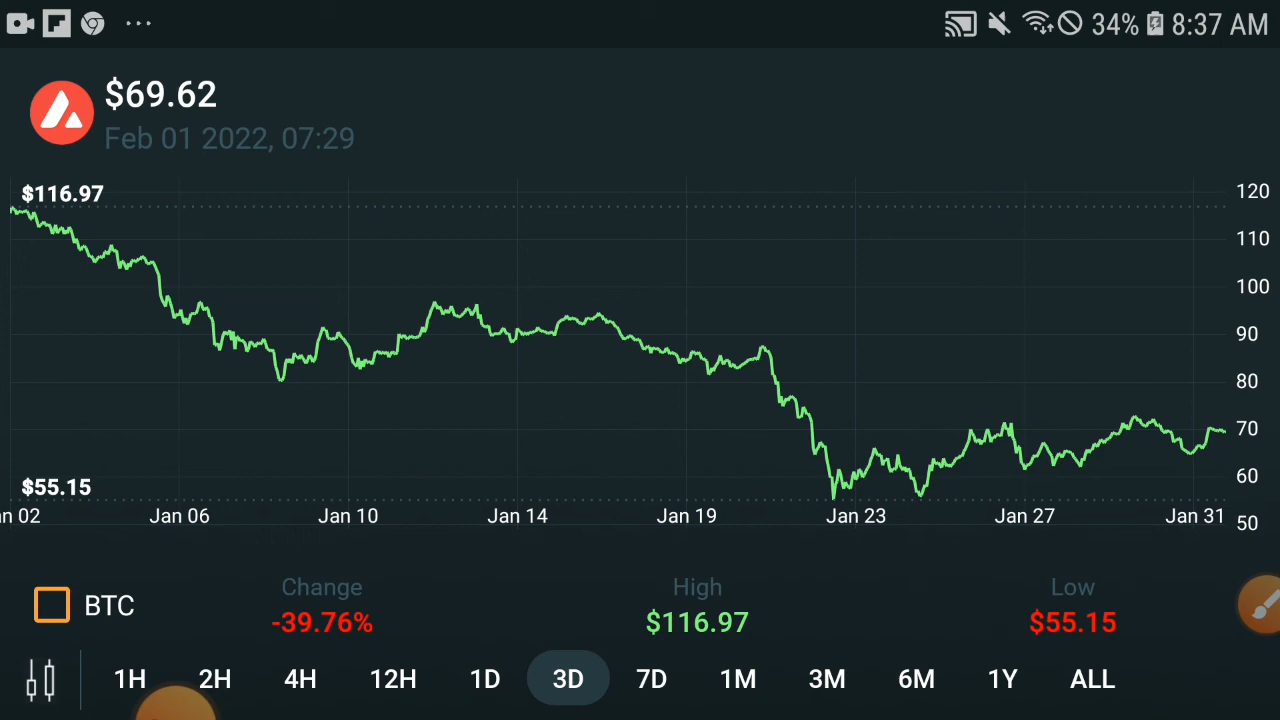 34% 8:37 AM
$69.62
Feb 01 2022, 07:29
$116.97
120
110
100
90
80
70
60
50
$55.15
an 02 Jan 06 Jan 10 Jan 14 Jan 19 Jan 23 Jan 27 Jan 31
BTC
Change High Low
-39.76% $116.97 $55.15
1H 2H 4H 12H 1D 3D 7D 1M 3M 6M 1Y ALL